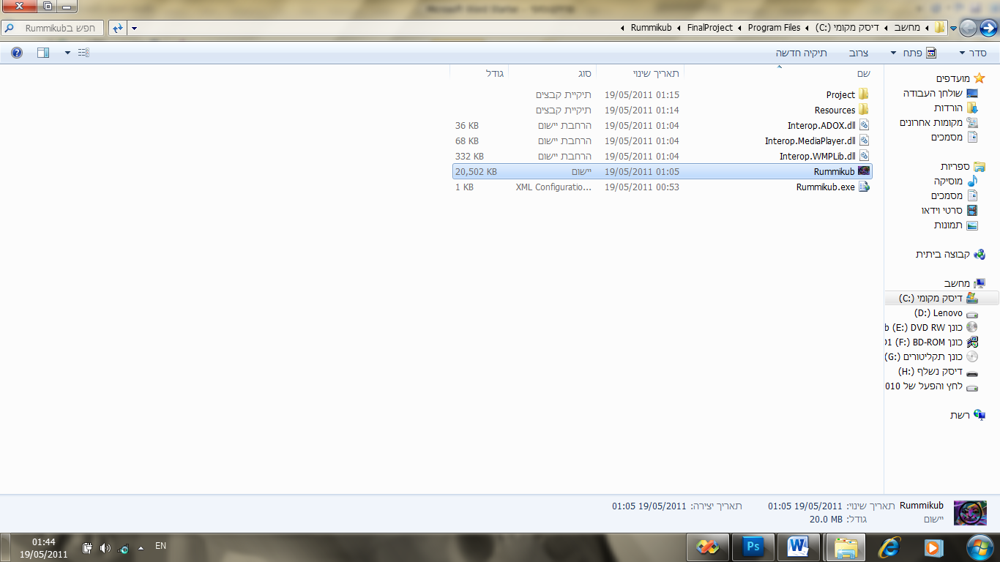 מחשב דיסק מקומי (C:) Program Files FinalProject Rummikub
חפש בRummikub
סדר פתח צרוב תיקיה חדשה
שם תאריך שינוי סוג גודל
Project 19/05/2011 01:15 תיקיית קבצים
Resources 19/05/2011 01:14 תיקיית קבצים
Interop.ADOX.dll 19/05/2011 01:04 הרחבת יישום 36 KB
Interop.MediaPlayer.dll 19/05/2011 01:04 הרחבת יישום 68 KB
Interop.WMPLib.dll 19/05/2011 01:04 הרחבת יישום 332 KB
Rummikub 19/05/2011 01:05 יישום 20,502 KB
Rummikub.exe 19/05/2011 00:53 XML Configuratio... 1 KB
מועדפים
שולחן העבודה
הורדות
מקומות אחרונים
מסמכים
ספריות
מוסיקה
מסמכים
סרטי וידאו
תמונות
קבוצה ביתית
מחשב
דיסק מקומי (C:)
Lenovo (D:)
כונן DVD RW (E:) b
כונן BD-ROM (F:) 01
כונן תקליטורים (G:)
דיסק נשלף (H:)
לחץ והפעל של 010
רשת
Rummikub תאריך שינוי: 19/05/2011 01:05 תאריך יצירה: 19/05/2011 01:05
יישום גודל: 20.0 MB
Ps
W
EN
01:44
19/05/2011